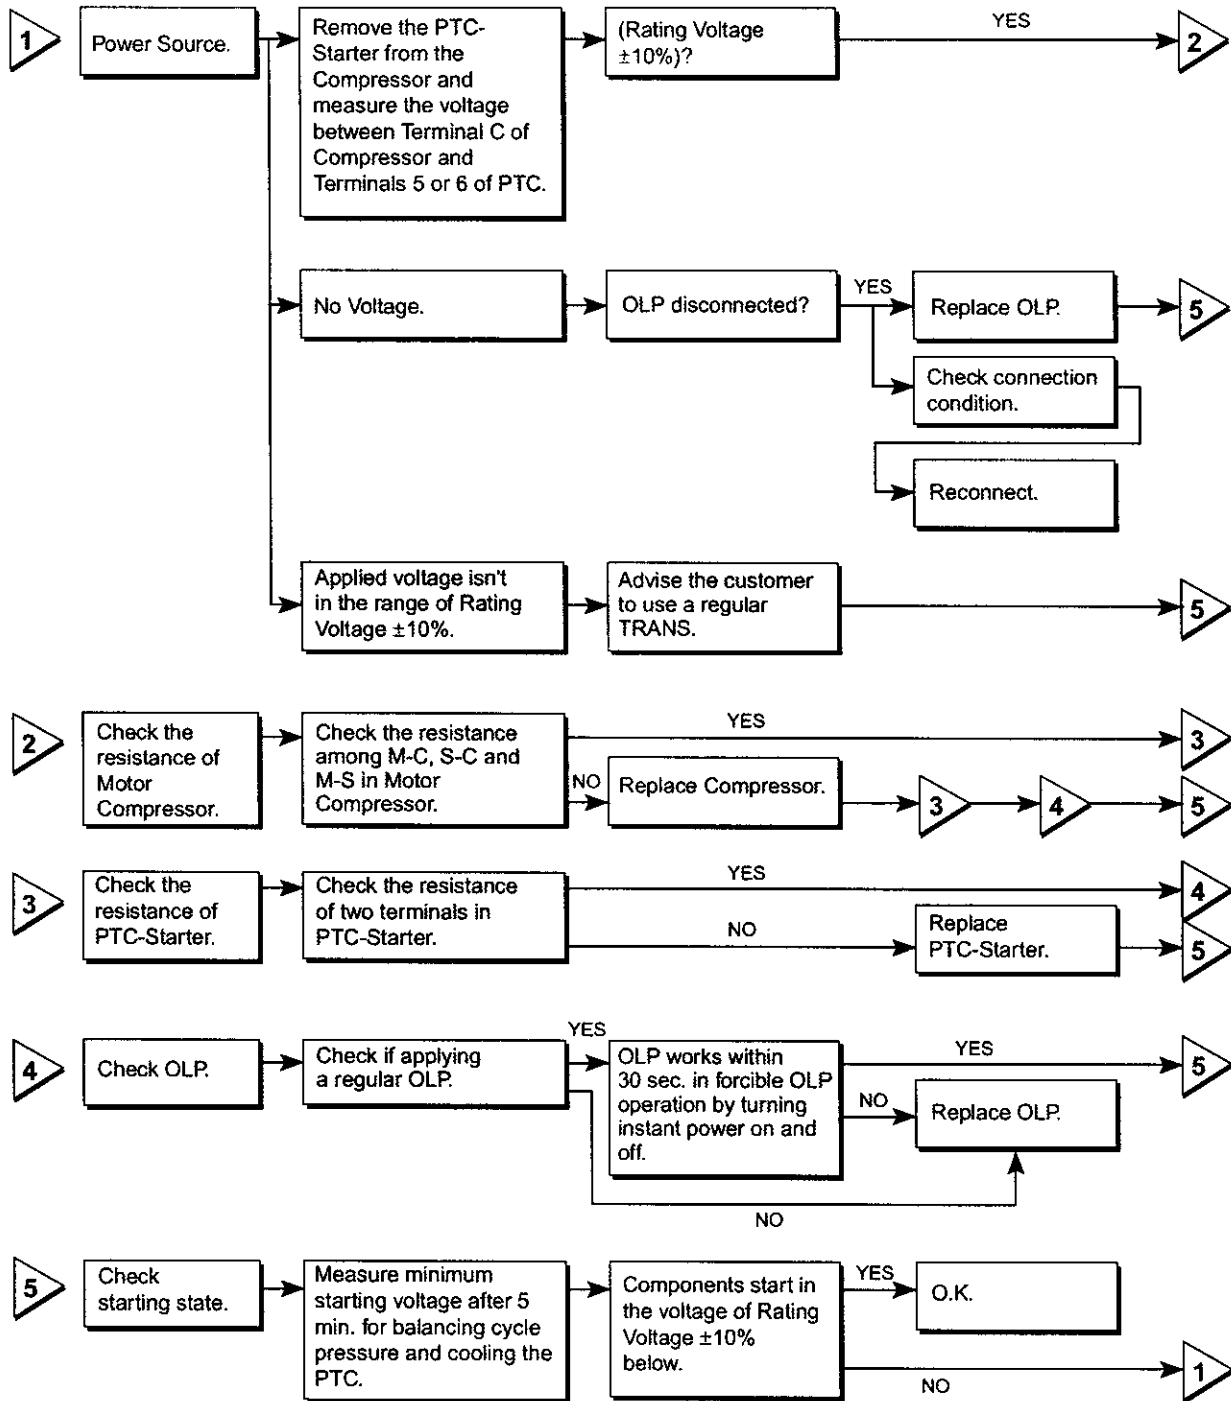 1
Power Source.
Remove the PTC-
Starter from the
Compressor and
measure the voltage
between Terminal C of
Compressor and
Terminals 5 or 6 of PTC.
(Rating Voltage
±10%)?
YES
2
No Voltage.
OLP disconnected?
YES
Replace OLP.
5
Check connection
condition.
Reconnect.
Applied voltage isn't
in the range of Rating
Voltage ±10%.
Advise the customer
to use a regular
TRANS.
5
2
Check the
resistance of
Motor
Compressor.
Check the resistance
among M-C, S-C and
M-S in Motor
Compressor.
YES
3
NO
Replace Compressor.
3
4
5
3
Check the
resistance of
PTC-Starter.
Check the resistance
of two terminals in
PTC-Starter.
YES
4
NO
Replace
PTC-Starter.
5
4
Check OLP.
Check if applying
a regular OLP.
YES
OLP works within
30 sec. in forcible OLP
operation by turning
instant power on and
off.
YES
5
NO
Replace OLP.
NO
5
Check
starting state.
Measure minimum
starting voltage after 5
min. for balancing cycle
pressure and cooling the
PTC.
Components start in
the voltage of Rating
Voltage ±10%
below.
YES
O.K.
NO
1